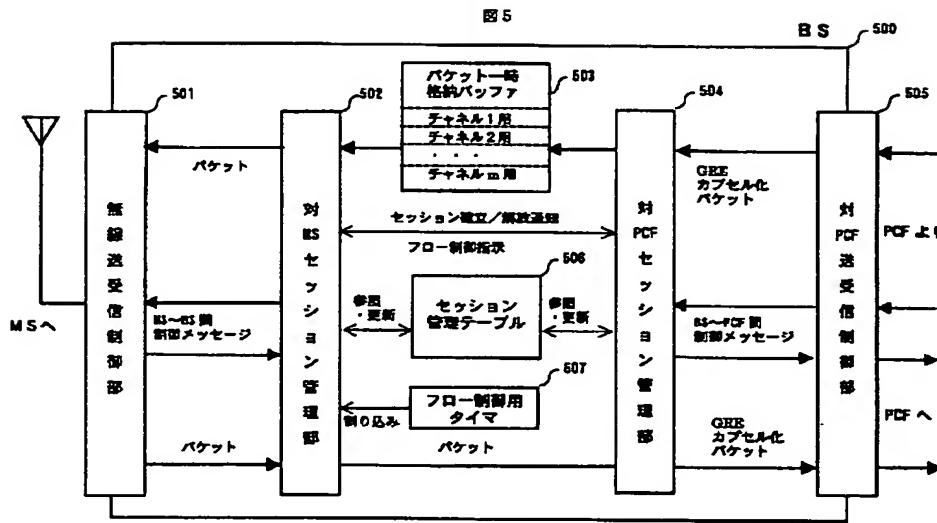 図5
BS
500
501
無線送受信制御部
502
対MSセッション管理部
503
パケット一時
格納バッファ
チャネル1用
チャネル2用
・・・
チャネルm用
504
対PCFセッション管理部
505
対PCF送受信制御部
パケット
GRE
カプセル化
パケット
セッション確立/解放通知
フロー制御指示
PCFより
506
セッション
管理テーブル
参照
・更新
参照
・更新
MSへ
MS〜BS間
制御メッセージ
BS〜PCF間
制御メッセージ
507
フロー制御用
タイマ
割り込み
PCFへ
パケット
パケット
GRE
カプセル化
パケット